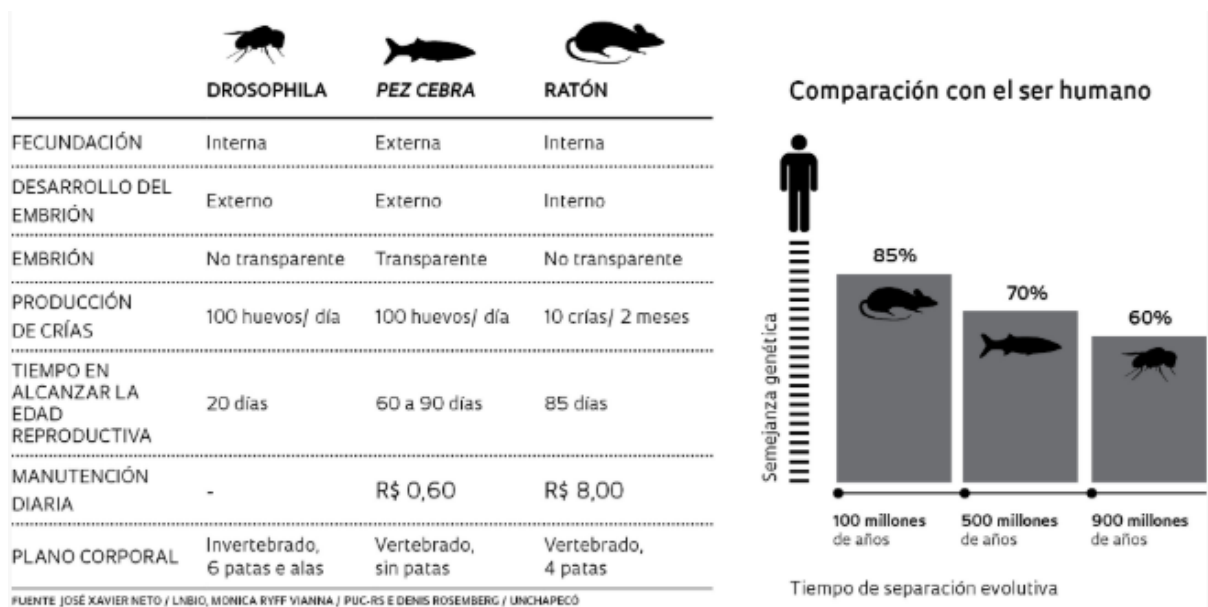 DROSOPHILA PEZ CEBRA RATÓN
FECUNDACIÓN Interna Externa Interna
DESARROLLO DEL
EMBRIÓN Externo Externo Interno
EMBRIÓN No transparente Transparente No transparente
PRODUCCIÓN
DE CRÍAS 100 huevos/ día 100 huevos/ día 10 crías/ 2 meses
TIEMPO EN
ALCANZAR LA
EDAD
REPRODUCTIVA 20 días 60 a 90 días 85 días
MANUTENCIÓN
DIARIA - R$ 0,60 R$ 8,00
PLANO CORPORAL Invertebrado, Vertebrado, Vertebrado,
6 patas e alas sin patas 4 patas
FUENTE JOSÉ XAVIER NETO / LNBIO, MONICA RYFF VIANNA / PUC-RS E DENIS ROSEMBERG / UNCHAPECÓ
Comparación con el ser humano
Semejanza genética
85%
70%
60%
100 millones 500 millones 900 millones
de años de años de años
Tiempo de separación evolutiva